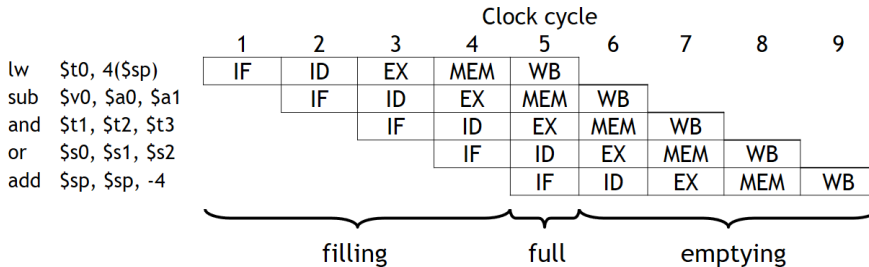 Clock cycle
1 2 3 4 5 6 7 8 9
lw $t0, 4($sp) IF ID EX MEM WB
sub $v0, $a0, $a1 IF ID EX MEM WB
and $t1, $t2, $t3 IF ID EX MEM WB
or $s0, $s1, $s2 IF ID EX MEM WB
add $sp, $sp, -4 IF ID EX MEM WB
filling full emptying